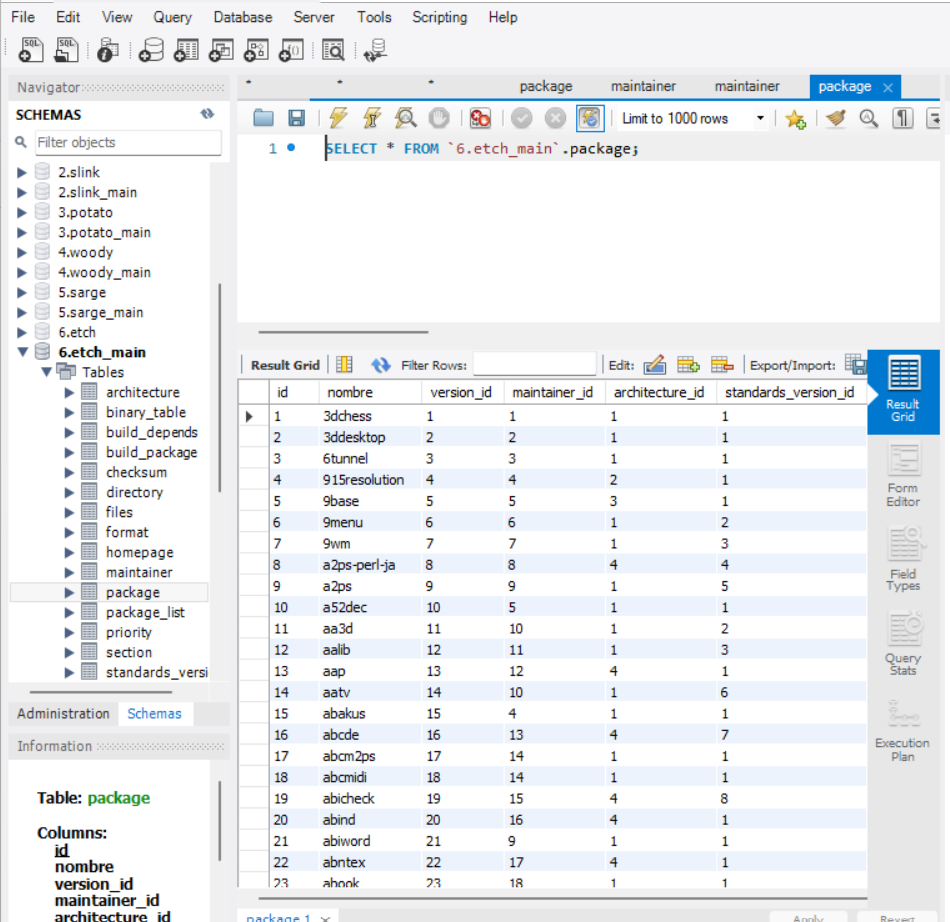 File Edit View Query Database Server Tools Scripting Help
SQL SQL
Navigator
SCHEMAS
Filter objects
2.slink
2.slink_main
3.potato
3.potato_main
4.woody
4.woody_main
5.sarge
5.sarge_main
6.etch
6.etch_main
Tables
architecture
binary_table
build_depends
build_package
checksum
directory
files
format
homepage
maintainer
package
package_list
priority
section
standards_versi
Administration Schemas
Information
Table: package
Columns:
id
nombre
version_id
maintainer_id
architecture_id
* * * package maintainer maintainer package
Limit to 1000 rows
1 SELECT * FROM `6.etch_main`.package;
Result Grid Filter Rows: Edit: Export/Import:
id nombre version_id maintainer_id architecture_id standards_version_id
1 3dchess 1 1 1 1
2 3ddesktop 2 2 1 1
3 6tunnel 3 3 1 1
4 915resolution 4 4 2 1
5 9base 5 5 3 1
6 9menu 6 6 1 2
7 9wm 7 7 1 3
8 a2ps-perl-ja 8 8 4 4
9 a2ps 9 9 1 5
10 a52dec 10 5 1 1
11 aa3d 11 10 1 2
12 aalib 12 11 1 3
13 aap 13 12 4 1
14 aatv 14 10 1 6
15 abakus 15 4 1 1
16 abcde 16 13 4 7
17 abcm2ps 17 14 1 1
18 abcmidi 18 14 1 1
19 abicheck 19 15 4 8
20 abind 20 16 4 1
21 abiword 21 9 1 1
22 abntex 22 17 4 1
23 abook 23 18 1 1
Result
Grid
Form
Editor
Field
Types
Query
Stats
Execution
Plan
package 1 Apply Revert